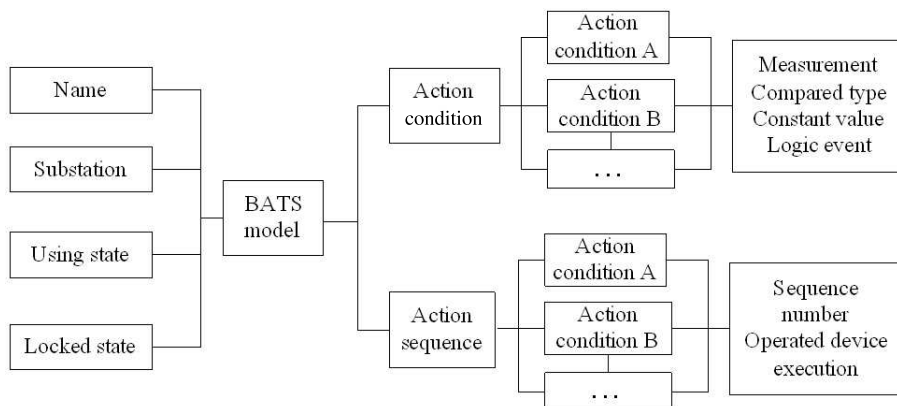 Name
Substation
Using state
Locked state
BATS
model
Action
condition
Action
condition A
Action
condition B
...
Measurement
Compared type
Constant value
Logic event
Action
sequence
Action
condition A
Action
condition B
...
Sequence
number
Operated device
execution